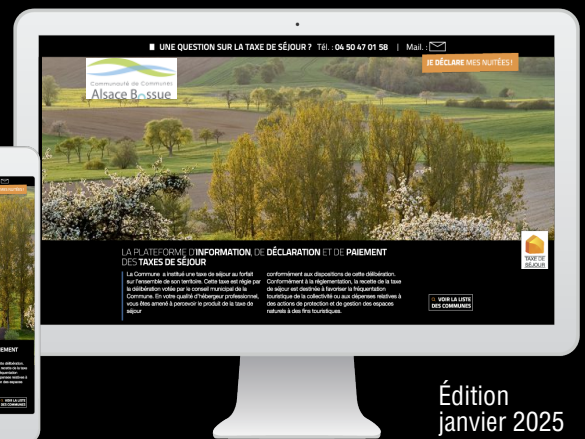 UNE QUESTION SUR LA TAXE DE SÉJOUR ? Tél. : 04 50 47 01 58 | Mail. :
JE DÉCLARE MES NUITÉES !
Communauté de Communes
Alsace Bossue
LA PLATEFORME D'INFORMATION, DE DÉCLARATION ET DE PAIEMENT
DES TAXES DE SÉJOUR
La Commune a institué une taxe de séjour au forfait
sur l'ensemble de son territoire. Cette taxe est régie par
la délibération votée par le conseil municipal de la
Commune. En votre qualité d'hébergeur professionnel,
vous êtes amené à percevoir le produit de la taxe de
séjour
conformément aux dispositions de cette délibération.
Conformément à la réglementation, la recette de la taxe
de séjour est destinée à favoriser la fréquentation
touristique de la collectivité ou aux dépenses relatives à
des actions de protection et de gestion des espaces
naturels à des fins touristiques.
TAXE DE
SÉJOUR
VOIR LA LISTE
DES COMMUNES
VOIR LA LISTE
DES COMMUNES
Édition
janvier 2025